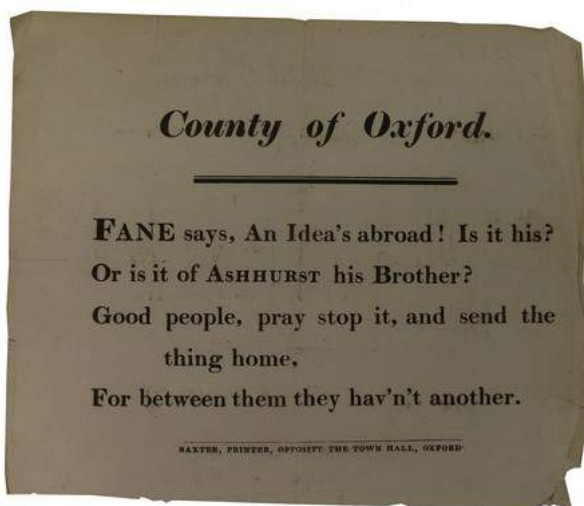 County of Oxford.
FANE says, An Idea's abroad! Is it his?
Or is it of ASHHURST his Brother?
Good people, pray stop it, and send the
thing home,
For between them they hav'n't another.
BAXTER, PRINTER, OPPOSITE THE TOWN HALL, OXFORD